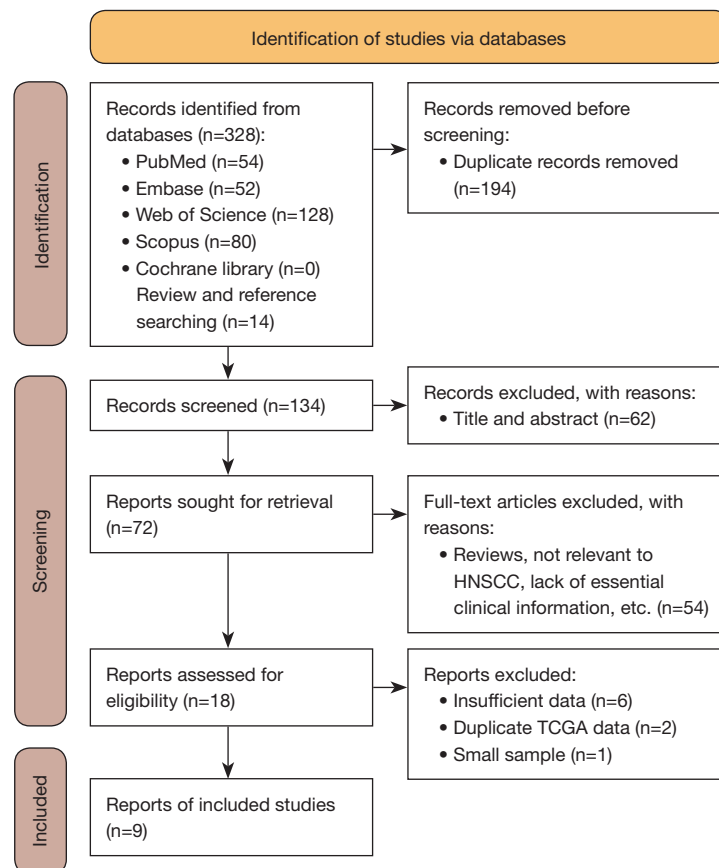 Identification of studies via databases
Identification
Records identified from
databases (n=328):
• PubMed (n=54)
• Embase (n=52)
• Web of Science (n=128)
• Scopus (n=80)
• Cochrane library (n=0)
Review and reference
searching (n=14)
Records removed before
screening:
• Duplicate records removed
(n=194)
Screening
Records screened (n=134)
Records excluded, with reasons:
• Title and abstract (n=62)
Reports sought for retrieval
(n=72)
Full-text articles excluded, with
reasons:
• Reviews, not relevant to
HNSCC, lack of essential
clinical information, etc. (n=54)
Reports assessed for
eligibility (n=18)
Reports excluded:
• Insufficient data (n=6)
• Duplicate TCGA data (n=2)
• Small sample (n=1)
Included
Reports of included studies
(n=9)